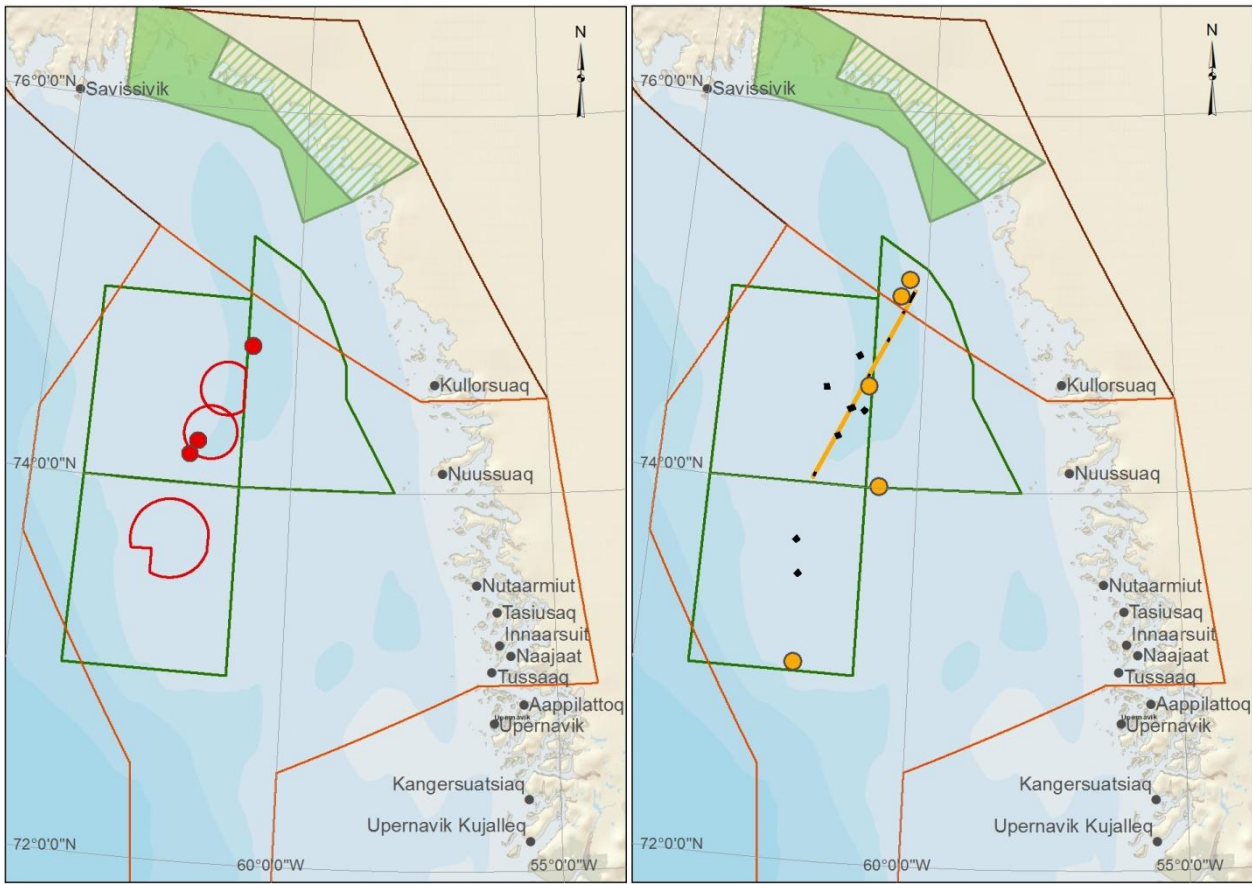 N
76°0'0"N
Savissivik
Kullorsuaq
74°0'0"N
Nuussuaq
Nutaarmiut
Tasiusaq
Innaarsuit
Naajaat
Tussaaq
Aappilattoq
Upernavik
Upernavik
Kangersuatsiaq
Upernavik Kujalleq
72°0'0"N
60°0'0"W
55°0'0"W
N
76°0'0"N
Savissivik
Kullorsuaq
74°0'0"N
Nuussuaq
Nutaarmiut
Tasiusaq
Innaarsuit
Naajaat
Tussaaq
Aappilattoq
Upernavik
Upernavik
Kangersuatsiaq
Upernavik Kujalleq
72°0'0"N
60°0'0"W
55°0'0"W